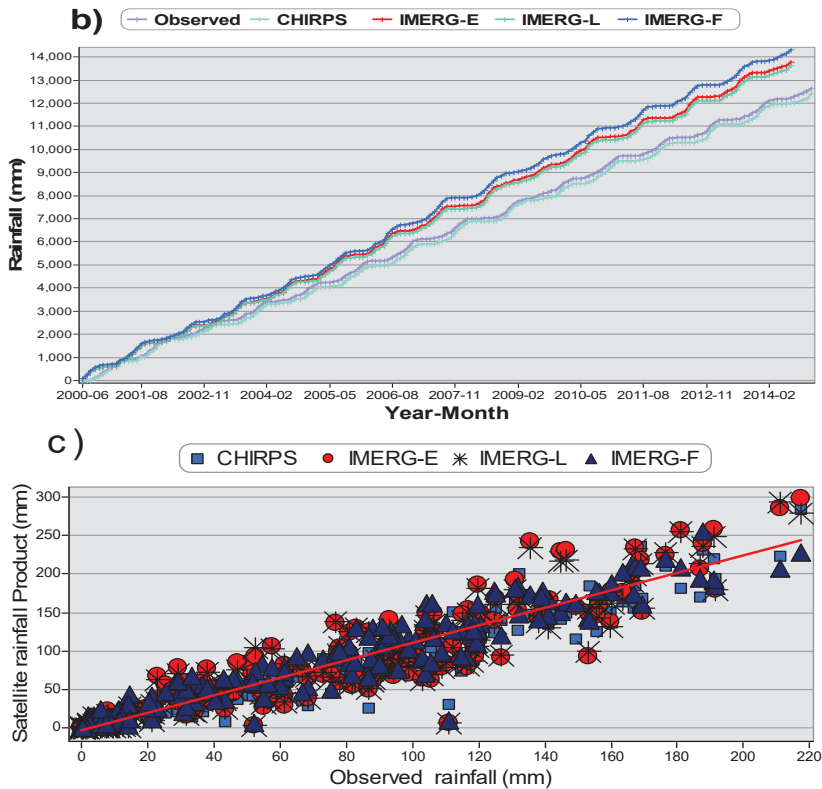 b)
Observed CHIRPS IMERG-E IMERG-L IMERG-F
14,000
13,000
12,000
11,000
10,000
9,000
8,000
7,000
6,000
5,000
4,000
3,000
2,000
1,000
0
Rainfall (mm)
2000-06 2001-08 2002-11 2004-02 2005-05 2006-08 2007-11 2009-02 2010-05 2011-08 2012-11 2014-02
Year-Month
c)
CHIRPS IMERG-E IMERG-L IMERG-F
300
250
200
150
100
50
0
Satellite rainfall Product (mm)
0 20 40 60 80 100 120 140 160 180 200 220
Observed rainfall (mm)